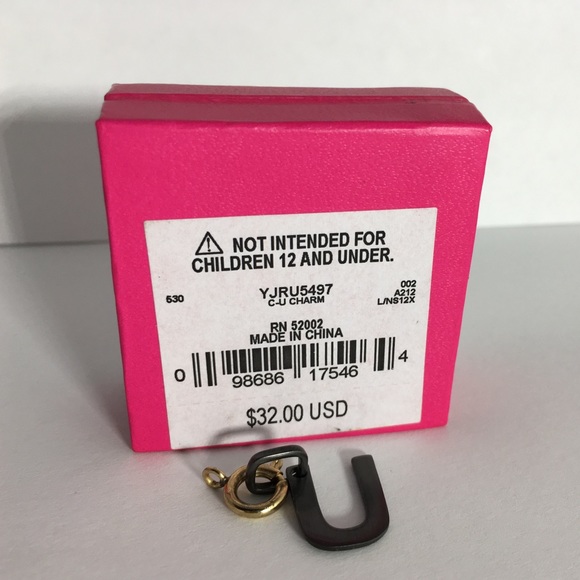 ⚠ NOT INTENDED FOR
CHILDREN 12 AND UNDER.
530 YJRU5497 002
C-U CHARM A212
L/NS12X
RN 52002
MADE IN CHINA
0 98686 17546 4
$32.00 USD
U